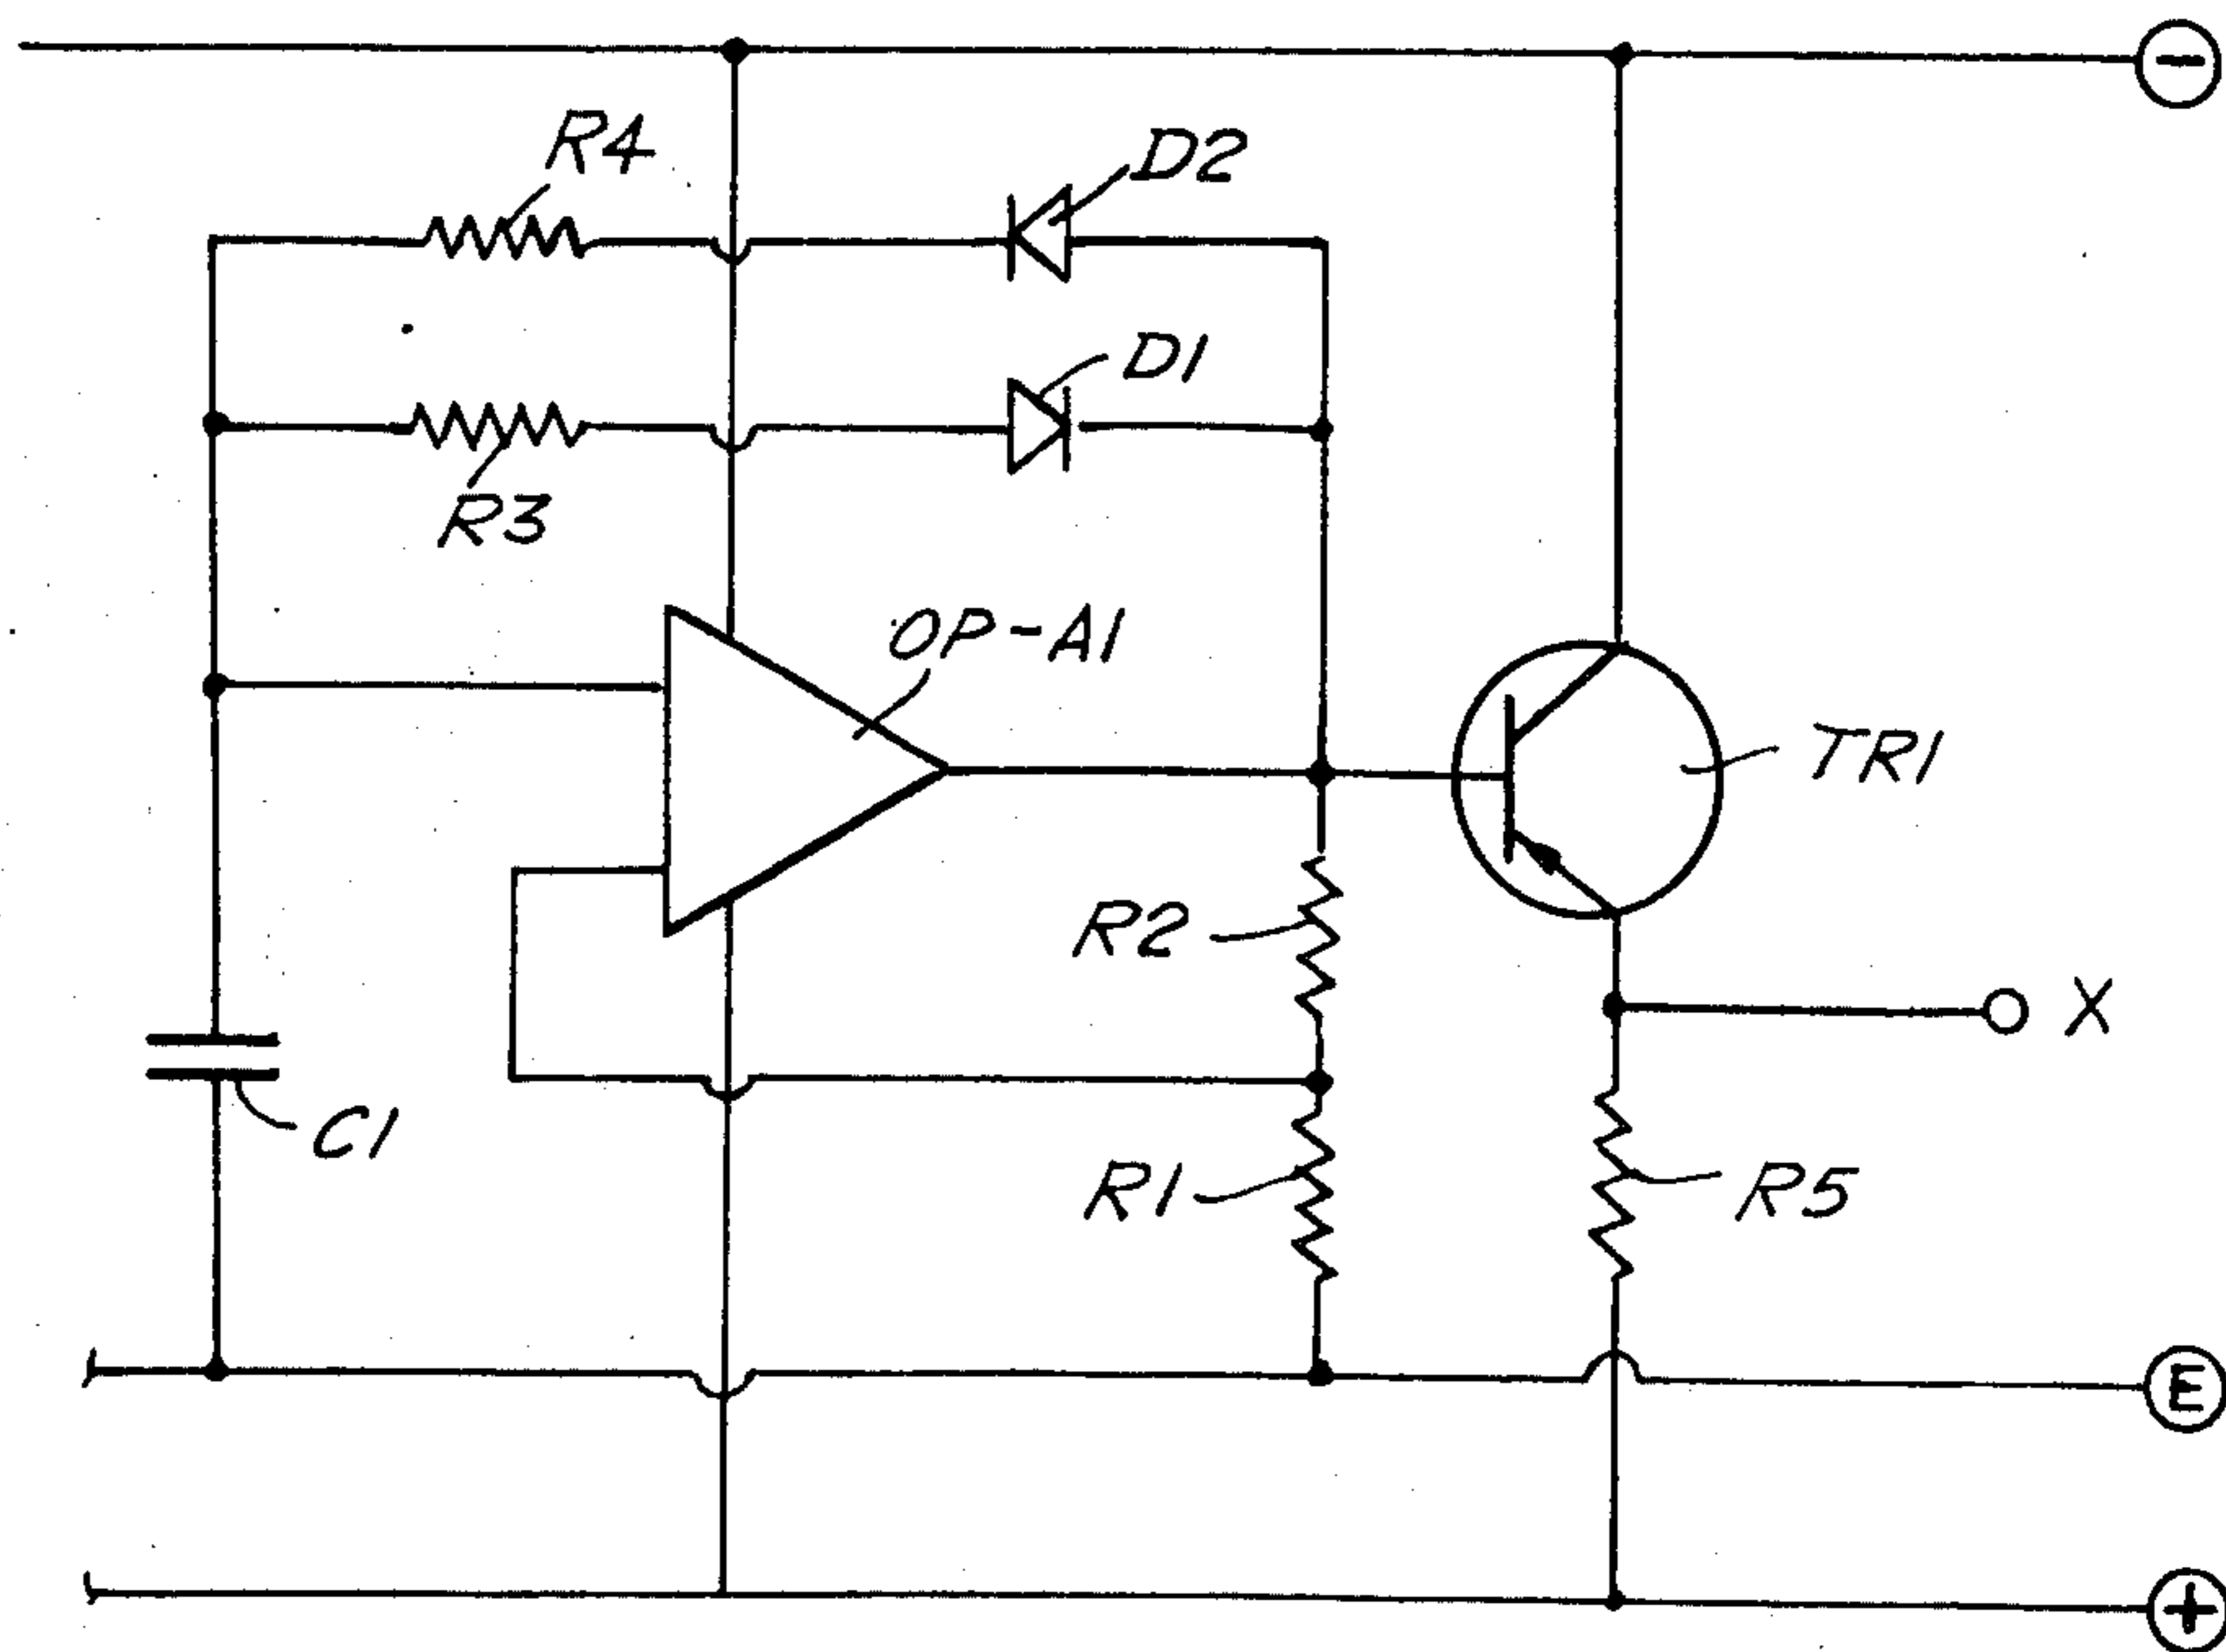 −
R4
D2
D1
R3
OP-A1
TR1
R2
X
C1
R1
R5
E
+